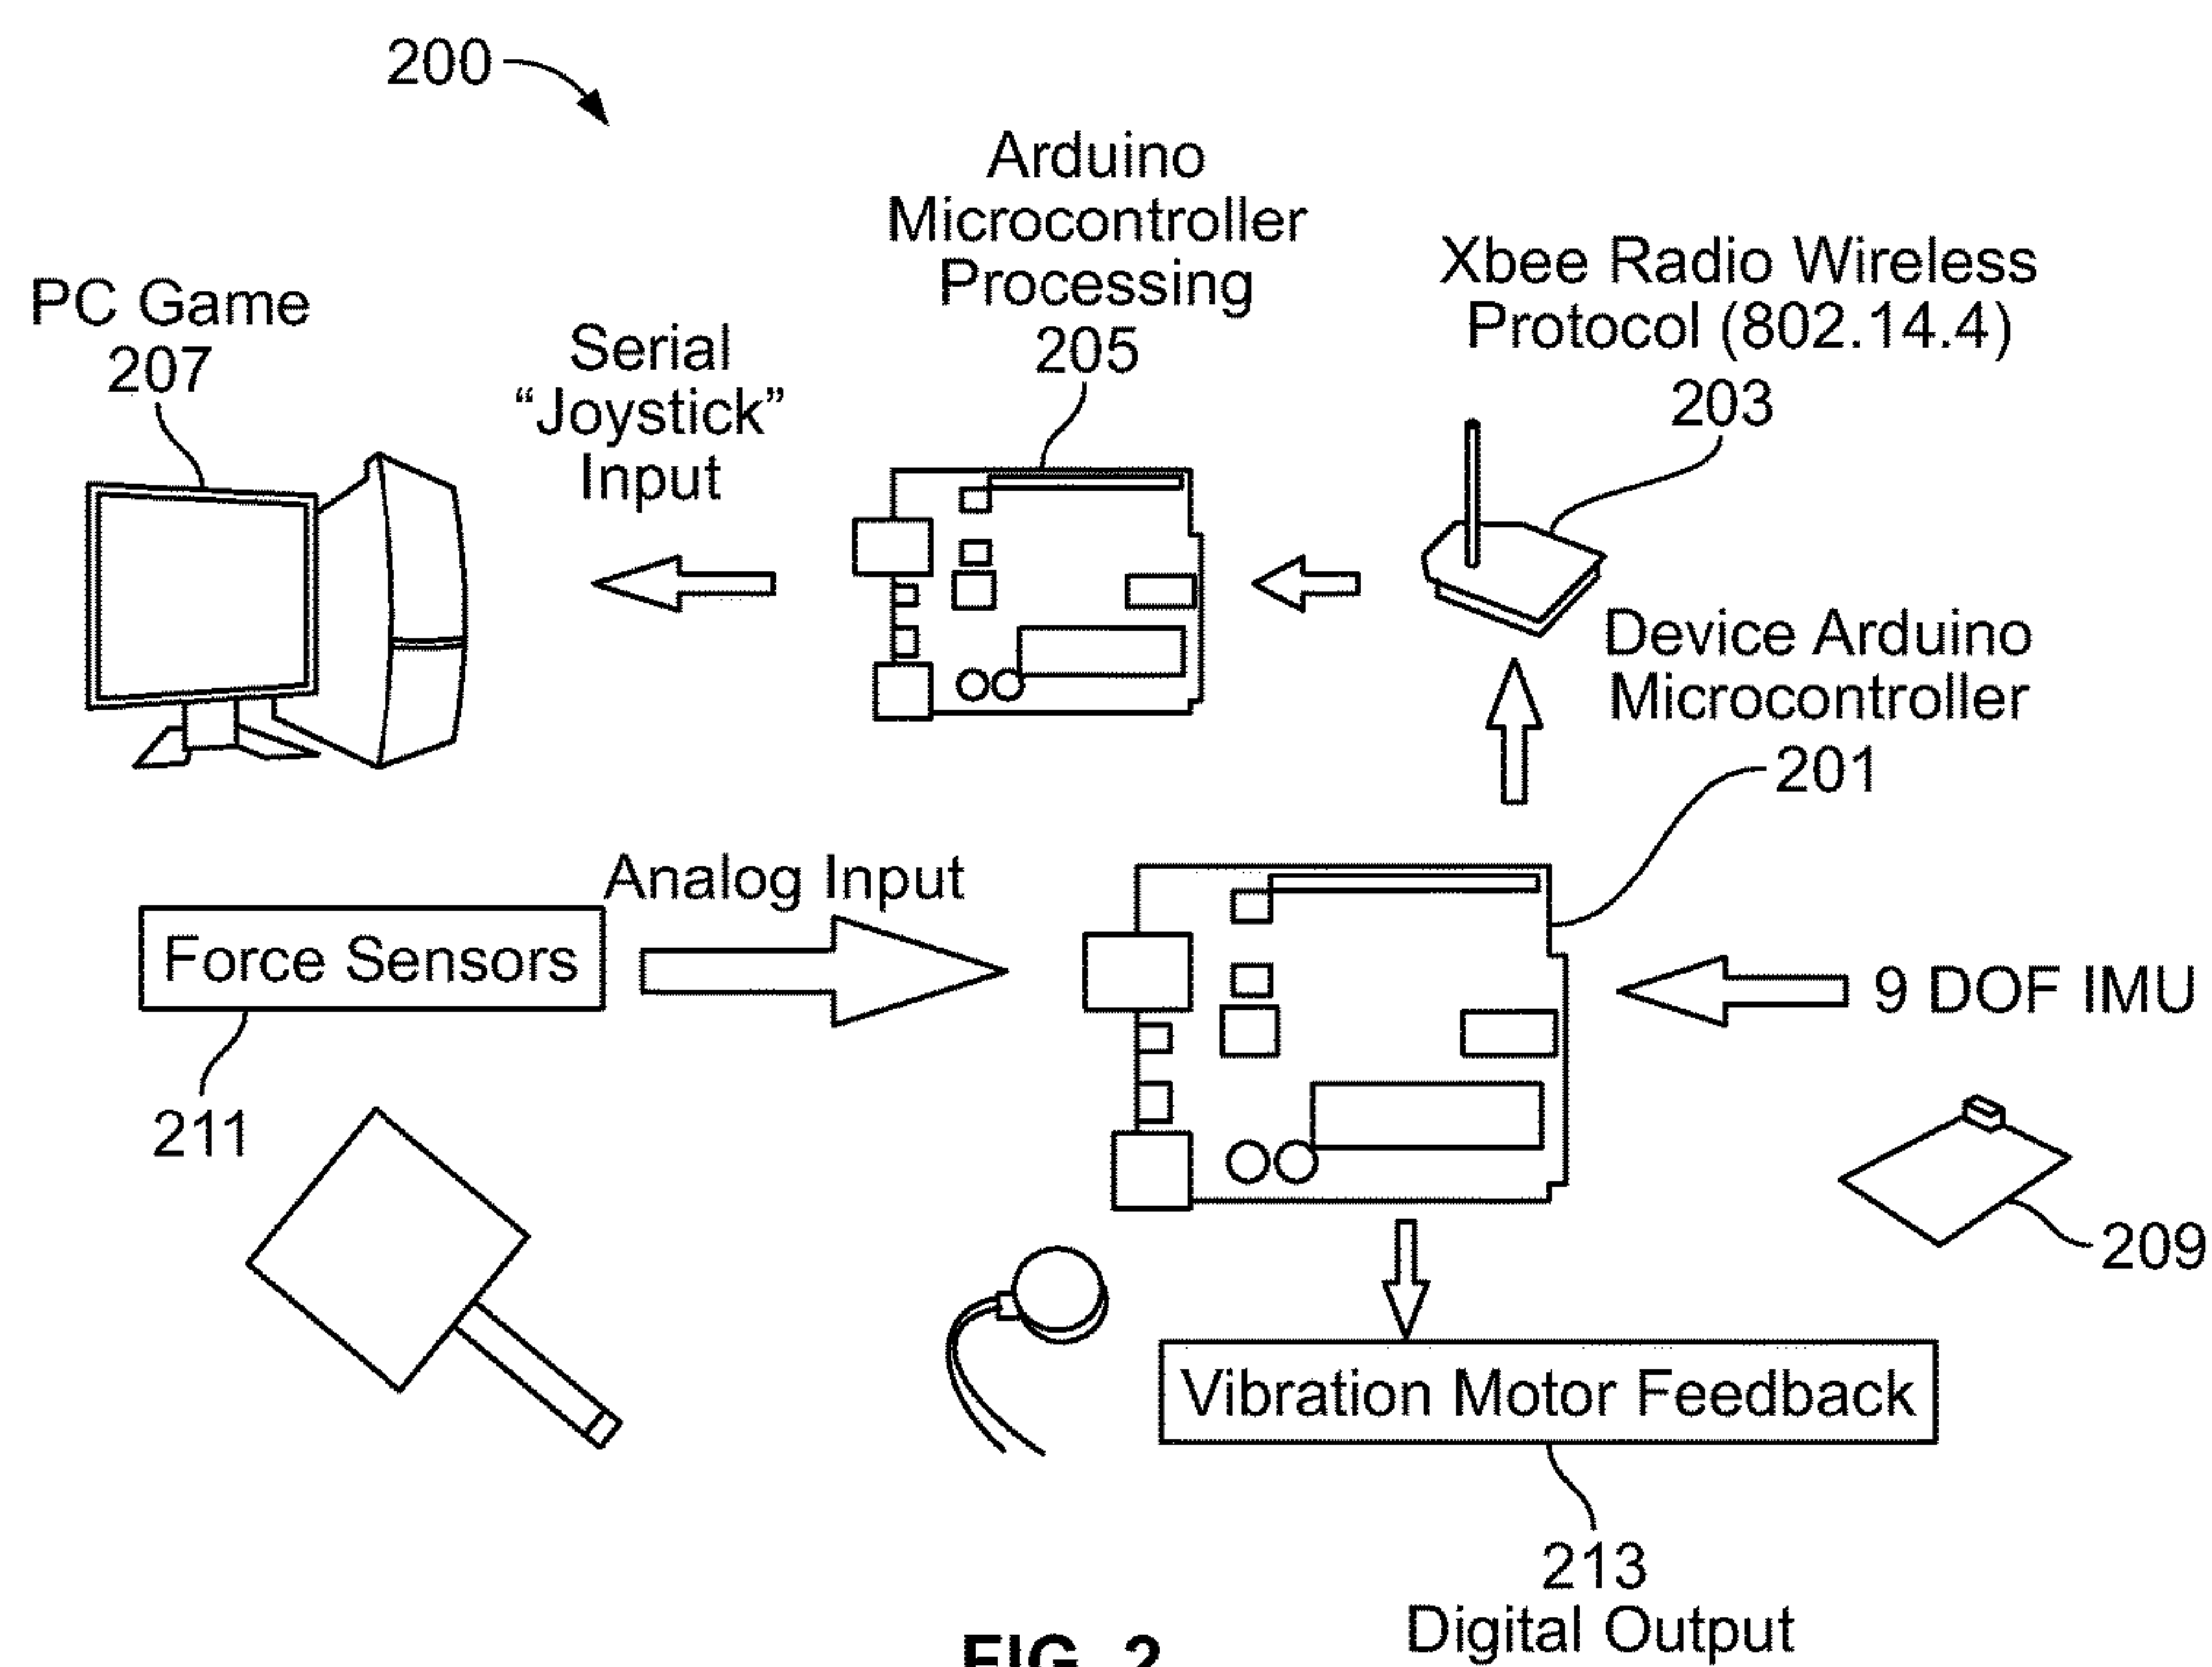 200
Arduino
Microcontroller
Processing
205
Xbee Radio Wireless
Protocol (802.14.4)
203
PC Game
207
Serial
“Joystick”
Input
Device Arduino
Microcontroller
201
Analog Input
Force Sensors
211
9 DOF IMU
209
Vibration Motor Feedback
213
Digital Output
FIG. 2